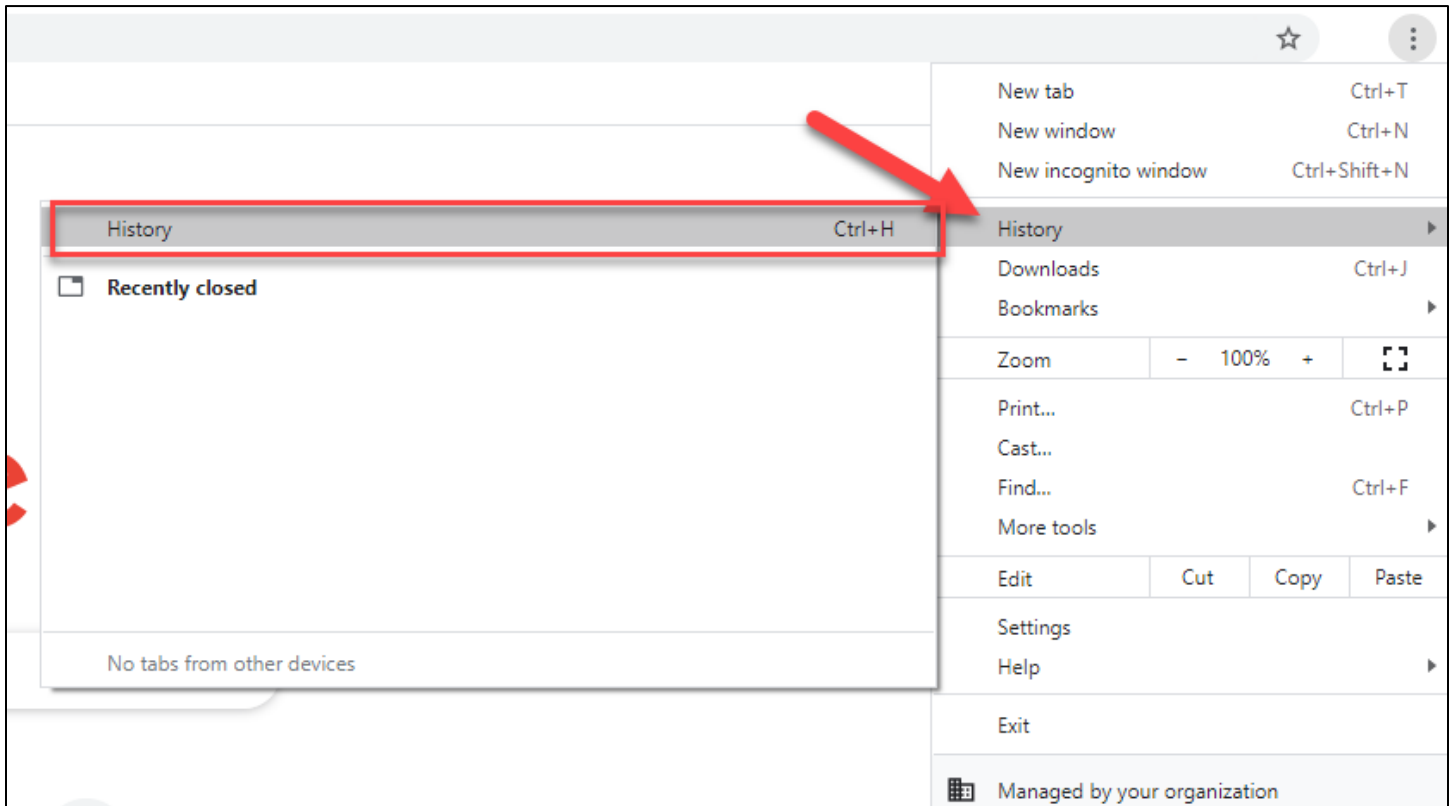 New tab Ctrl+T
New window Ctrl+N
New incognito window Ctrl+Shift+N
History
History Ctrl+H
Recently closed
No tabs from other devices
Downloads Ctrl+J
Bookmarks
Zoom - 100% +
Print... Ctrl+P
Cast...
Find... Ctrl+F
More tools
Edit Cut Copy Paste
Settings
Help
Exit
Managed by your organization